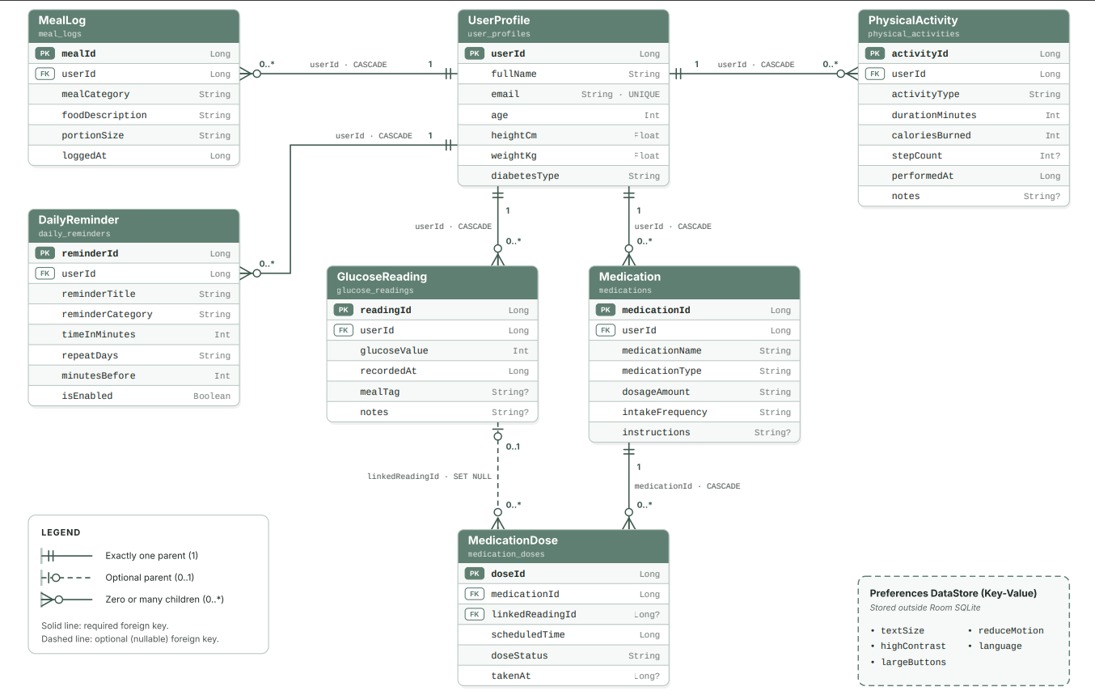 MealLog
meal_logs
PK mealId Long
FK userId Long
mealCategory String
foodDescription String
portionSize String
loggedAt Long
0..* userId · CASCADE 1
UserProfile
user_profiles
PK userId Long
fullName String
email String · UNIQUE
age Int
heightCm Float
weightKg Float
diabetesType String
1 userId · CASCADE 0..*
PhysicalActivity
physical_activities
PK activityId Long
FK userId Long
activityType String
durationMinutes Int
caloriesBurned Int
stepCount Int?
performedAt Long
notes String?
userId · CASCADE 1
0..*
DailyReminder
daily_reminders
PK reminderId Long
FK userId Long
reminderTitle String
reminderCategory String
timeInMinutes Int
repeatDays String
minutesBefore Int
isEnabled Boolean
1
userId · CASCADE
0..*
1
userId · CASCADE
0..*
GlucoseReading
glucose_readings
PK readingId Long
FK userId Long
glucoseValue Int
recordedAt Long
mealTag String?
notes String?
Medication
medications
PK medicationId Long
FK userId Long
medicationName String
medicationType String
dosageAmount String
intakeFrequency String
instructions String?
0..1
linkedReadingId · SET NULL
0..*
1
medicationId · CASCADE
0..*
MedicationDose
medication_doses
PK doseId Long
FK medicationId Long
FK linkedReadingId Long?
scheduledTime Long
doseStatus String
takenAt Long?
LEGEND
Exactly one parent (1)
Optional parent (0..1)
Zero or many children (0..*)
Solid line: required foreign key.
Dashed line: optional (nullable) foreign key.
Preferences DataStore (Key-Value)
Stored outside Room SQLite
• textSize • reduceMotion
• highContrast • language
• largeButtons